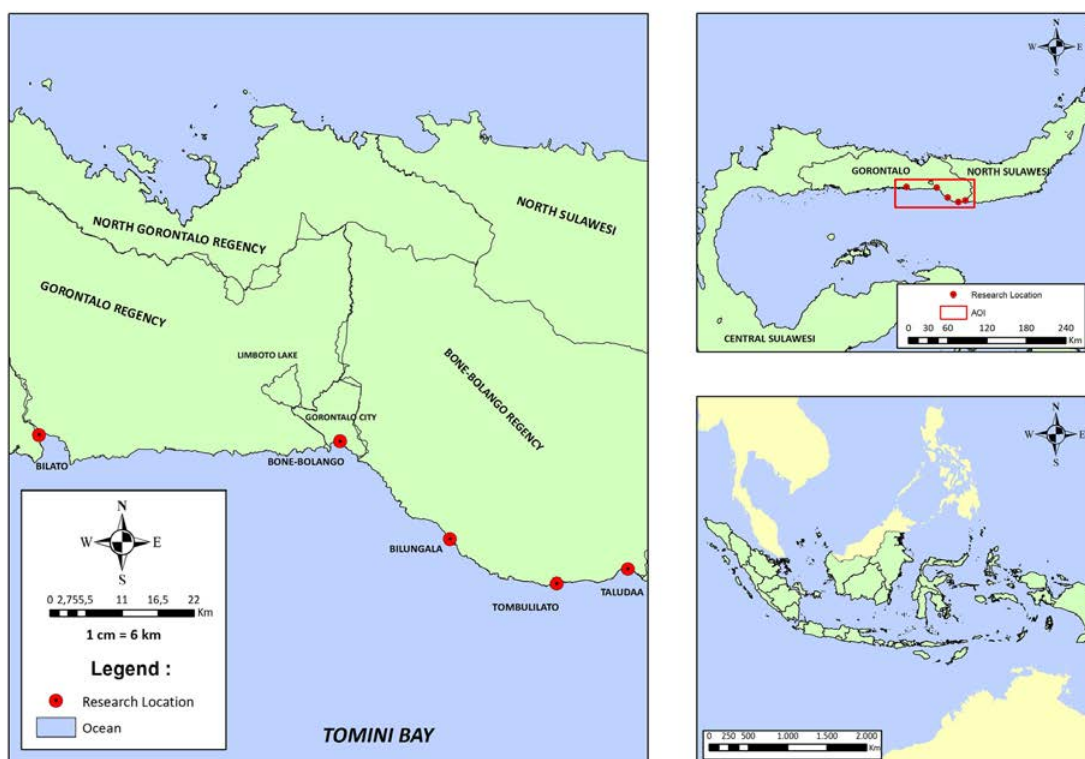 NORTH GORONTALO REGENCY
NORTH SULAWESI
GORONTALO REGENCY
LIMBOTO LAKE
BONE-BOLANGO REGENCY
GORONTALO CITY
BILATO
BONE-BOLANGO
BILUNGALA
TOMBULILATO
TALUDAA
N
W E
S
0 2,755,5 11 16,5 22
Km
1 cm = 6 km
Legend :
Research Location
Ocean
TOMINI BAY
N
W E
S
GORONTALO
NORTH SULAWESI
CENTRAL SULAWESI
Research Location
AOI
0 30 60 120 180 240
Km
N
W E
S
0 250 500 1.000 1.500 2.000
Km